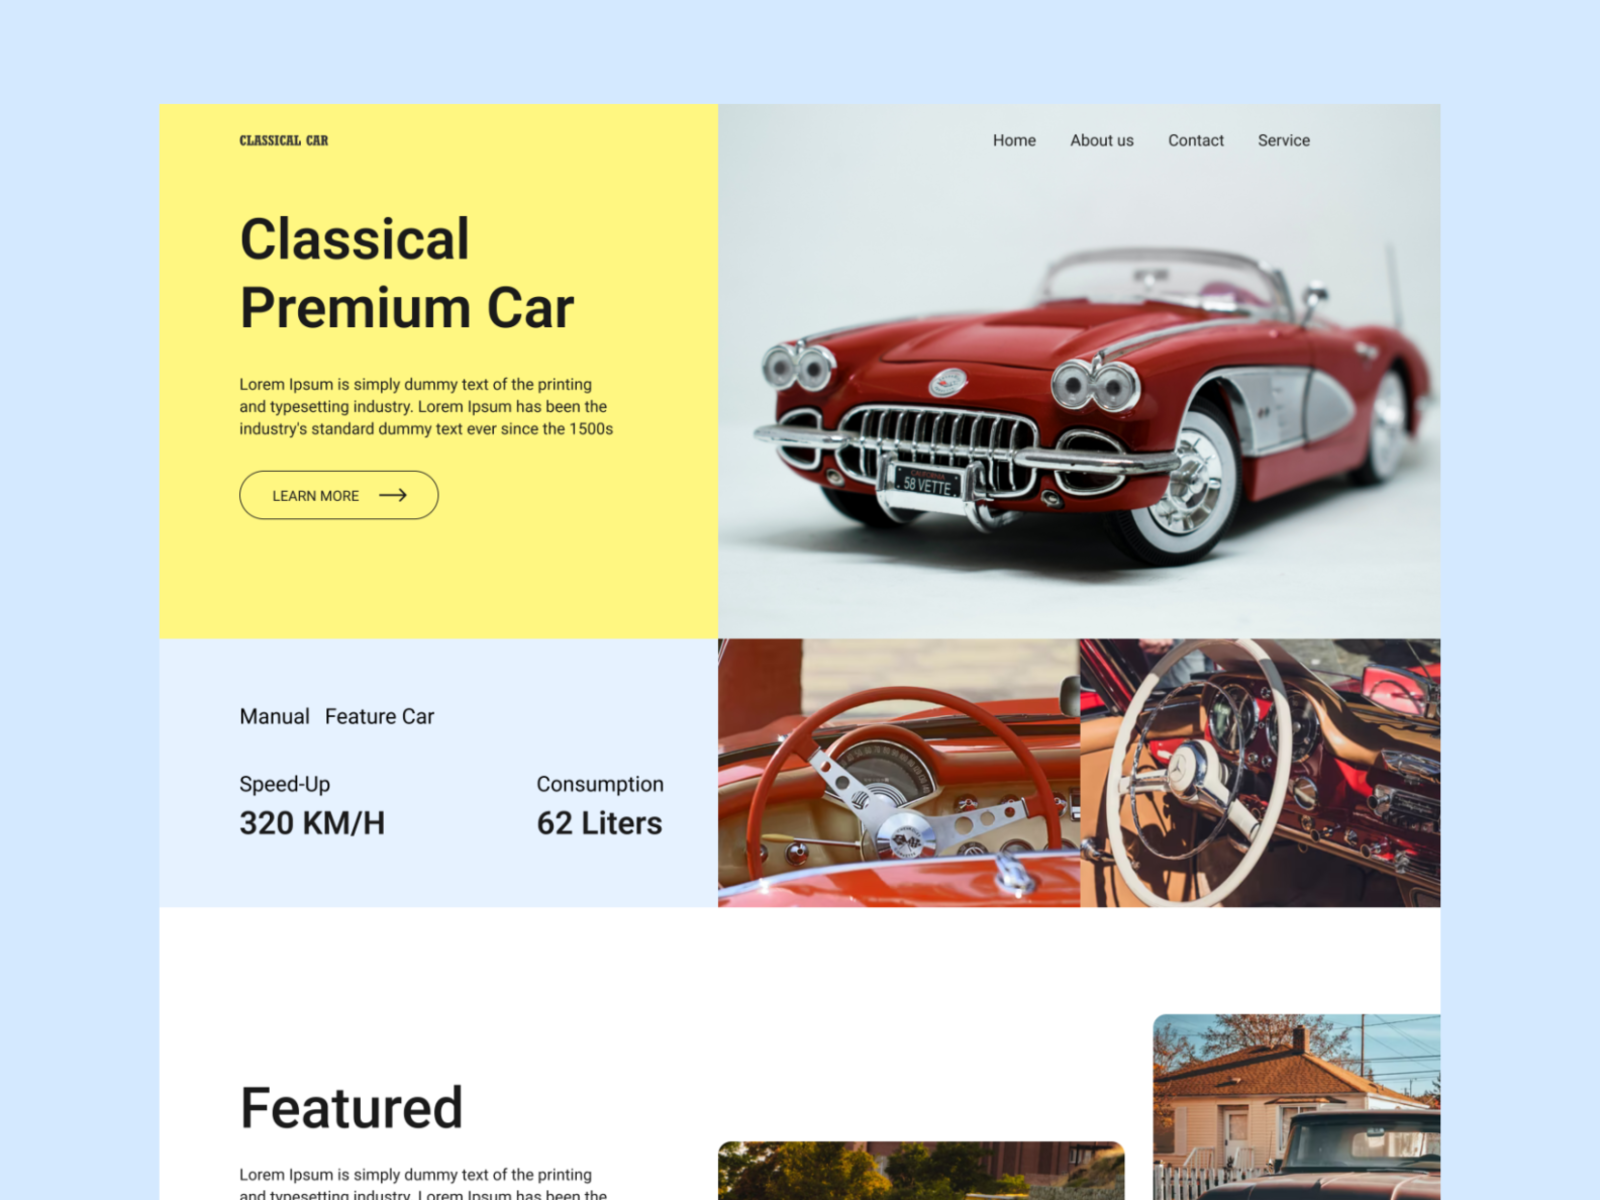 CLASSICAL CAR
Home About us Contact Service
Classical
Premium Car
Lorem Ipsum is simply dummy text of the printing
and typesetting industry. Lorem Ipsum has been the
industry's standard dummy text ever since the 1500s
LEARN MORE
58 VETTE
Manual Feature Car
Speed-Up
320 KM/H
Consumption
62 Liters
Featured
Lorem Ipsum is simply dummy text of the printing
and typesetting industry. Lorem Ipsum has been the